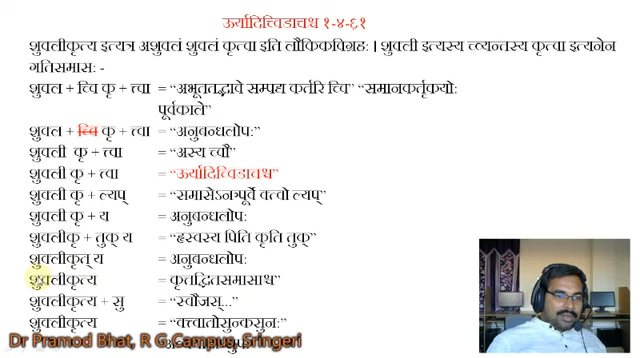 ऊर्यादिच्विडाचश्च १-४-६१
शुक्लीकृत्य इत्यत्र अशुक्लं शुक्लं कृत्वा इति लौकिकविग्रह: । शुक्ली इत्यस्य च्व्यन्तस्य कृत्वा इत्यनेन
गतिसमास: -
शुक्ल + च्वि कृ + त्त्वा = “अभूततद्भावे सम्पद्य कर्तरि च्वि” “समानकर्तृकयो:
पूर्वकाले”
शुक्ल + च्वि कृ + त्त्वा = अनुबन्धलोप:”
शुक्ली कृ + त्त्वा = “अस्य च्वौ”
शुक्ली कृ + त्वा = “ऊर्यादिच्विडाचश्च”
शुक्ली कृ + ल्यप् = “समासेऽनञ्पूर्वे क्त्वो ल्यप्”
शुक्ली कृ + य = अनुबन्धलोप:
शुक्लीकृ + तुक् य = “हृस्वस्य पिति कृति तुक्”
शुक्लीकृत् य = अनुबन्धलोप:
शुक्लीकृत्य = कृत्तद्धितसमासाश्च”
शुक्लीकृत्य + सु = “स्वौजस्...”
शुक्लीकृत्य = “क्त्वातोसुन्कसुन:”
Dr Pramod Bhat, R G Campus, Sringeri